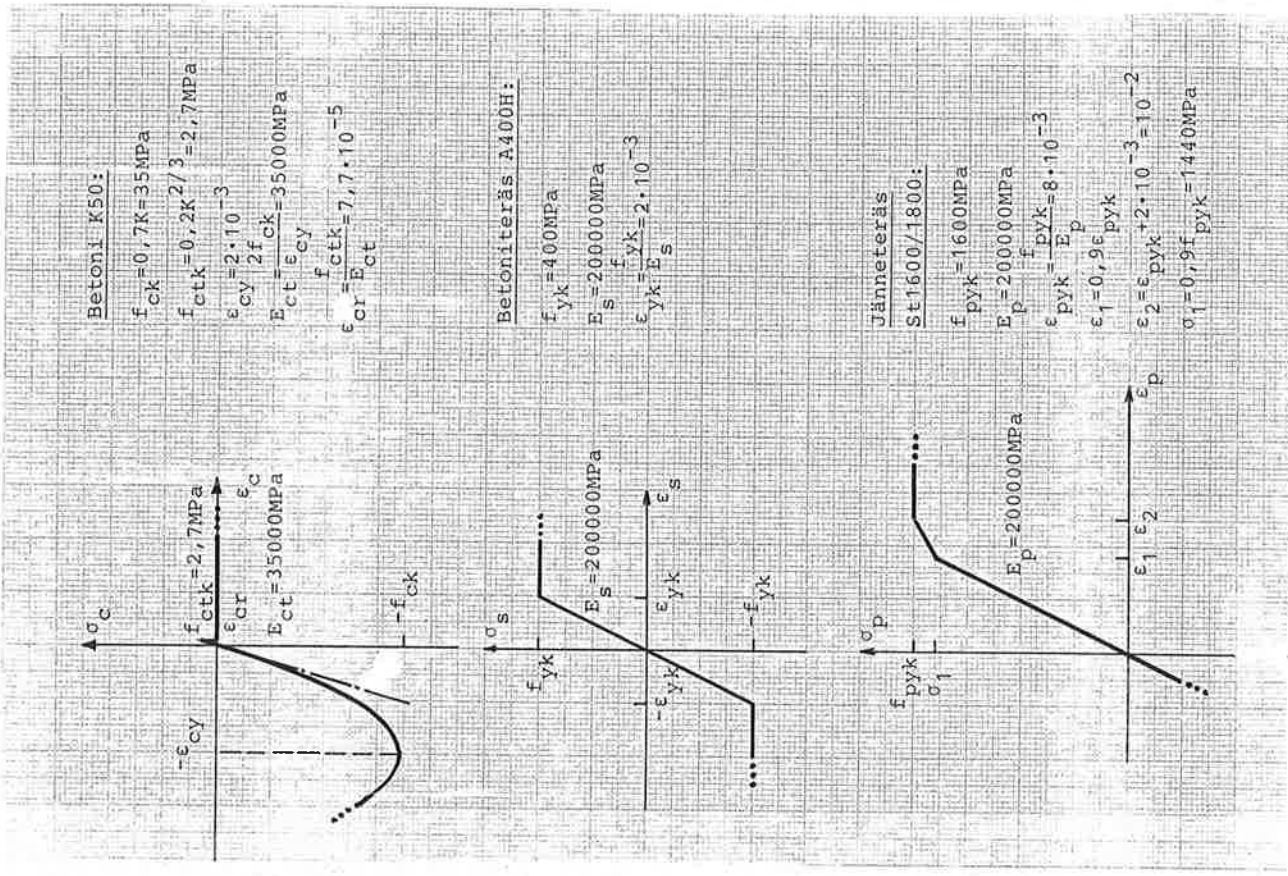 Betoni K50:
f_ck=0,7K=35MPa
f_ctk=0,2K^2/3=2,7MPa
ε_cy=2·10^-3
E_ct=2f_ck/ε_cy=35000MPa
ε_cr=f_ctk/E_ct=7,7·10^-5
σ_c
f_ctk=2,7MPa
ε_cr
ε_c
E_ct=35000MPa
-ε_cy
-f_ck
Betoniteräs A400H:
f_yk=400MPa
E_s=200000MPa
ε_yk=f_yk/E_s=2·10^-3
σ_s
f_yk
E_s=200000MPa
ε_s
-ε_yk
ε_yk
-f_yk
Jänneteräs
St1600/1800:
f_pyk=1600MPa
E_p=200000MPa
ε_pyk=f_pyk/E_p=8·10^-3
ε_1=0,9ε_pyk
ε_2=ε_pyk+2·10^-3=10^-2
σ_1=0,9f_pyk=1440MPa
σ_p
f_pyk
σ_1
E_p=200000MPa
ε_1 ε_2
ε_p